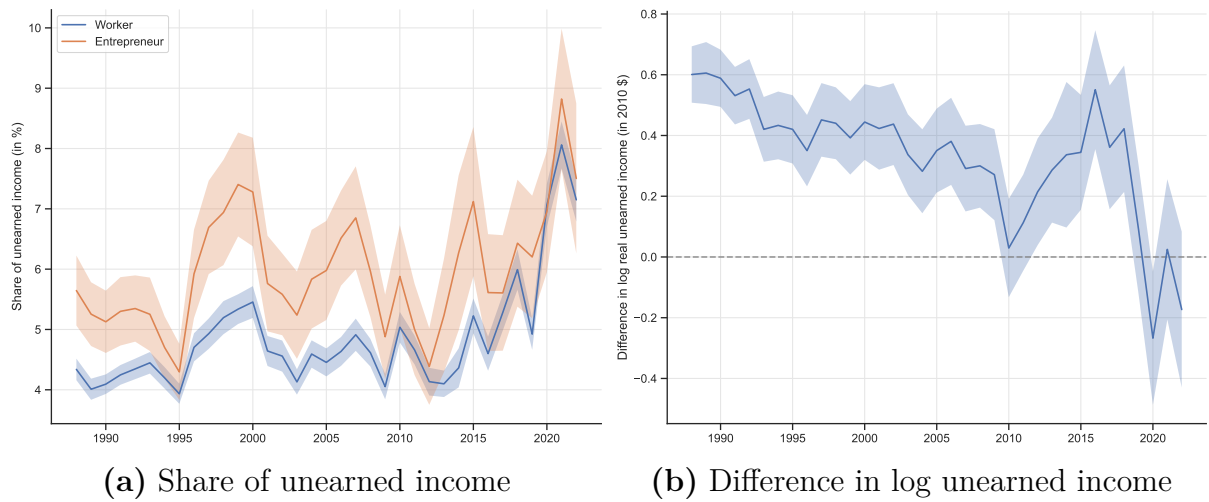 Share of unearned income (in %)
10
9
8
7
6
5
4
Worker
Entrepreneur
1990 1995 2000 2005 2010 2015 2020
(a) Share of unearned income
Difference in log real unearned income (in 2010 $)
0.8
0.6
0.4
0.2
0.0
−0.2
−0.4
1990 1995 2000 2005 2010 2015 2020
(b) Difference in log unearned income